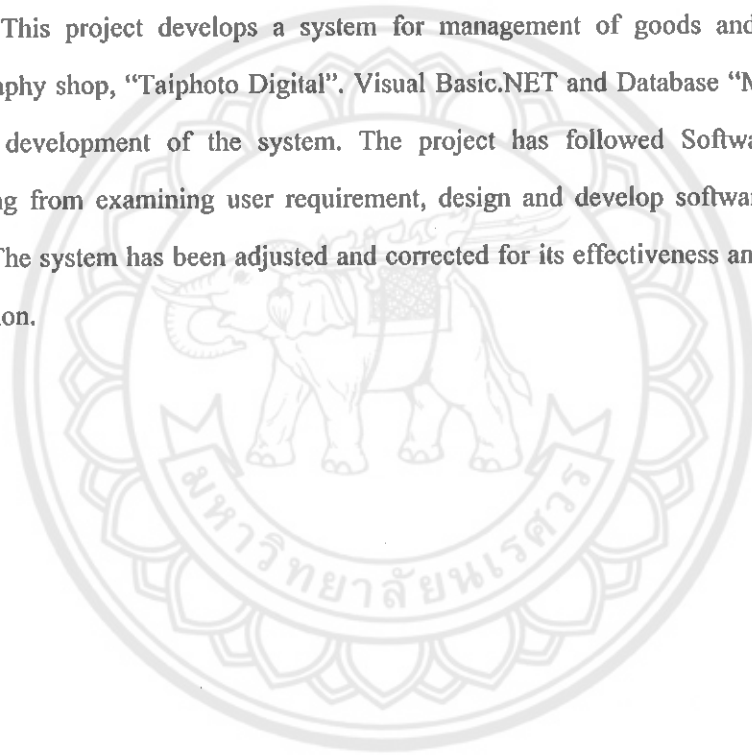 This project develops a system for management of goods and
aphy shop, “Taiphoto Digital”. Visual Basic.NET and Database “M
development of the system. The project has followed Softwa
ng from examining user requirement, design and develop softwar
The system has been adjusted and corrected for its effectiveness an
ion.
มหาวิทยาลัยนเรศวร